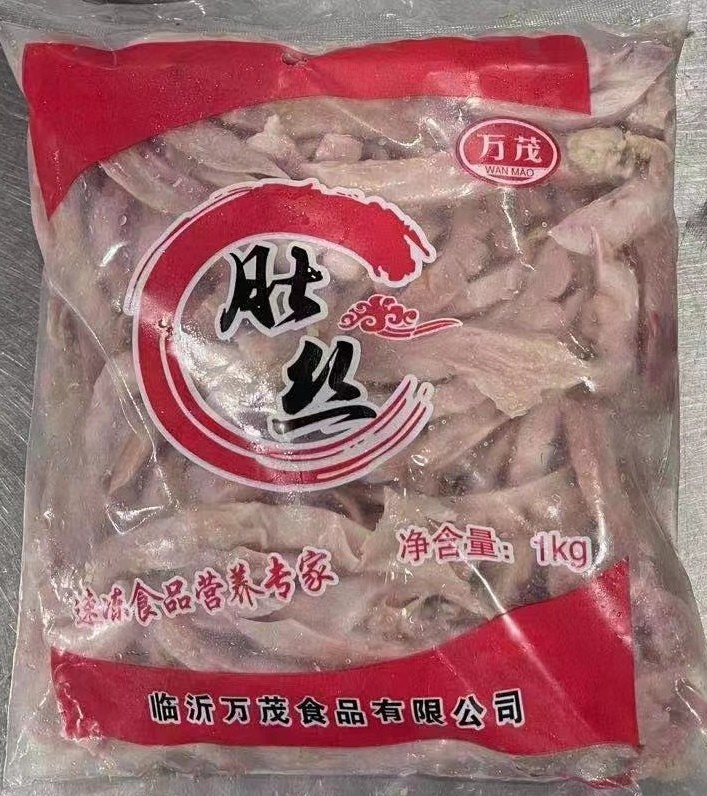 万茂
WAN MAO
肚丝
净含量：1kg
速冻食品营养专家
临沂万茂食品有限公司